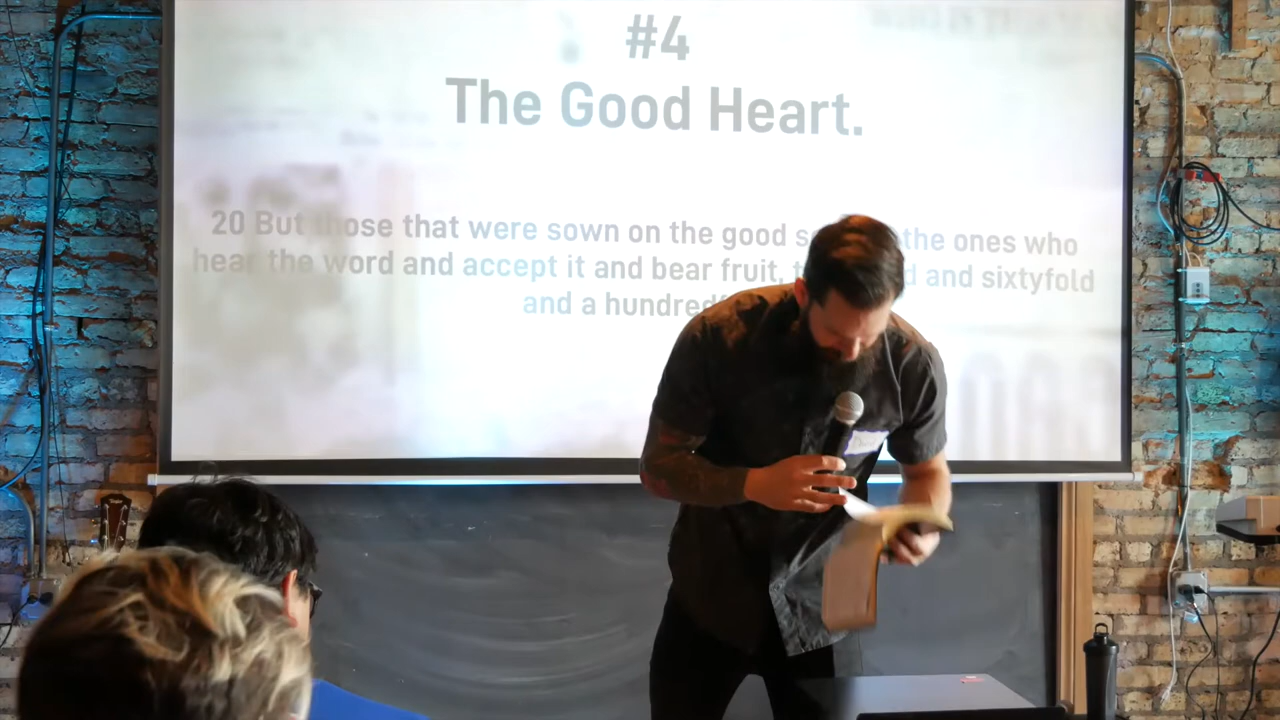 #4
The Good Heart.
20 But those that were sown on the good the ones who
hear the word and accept it and bear fruit, and sixtyfold
and a